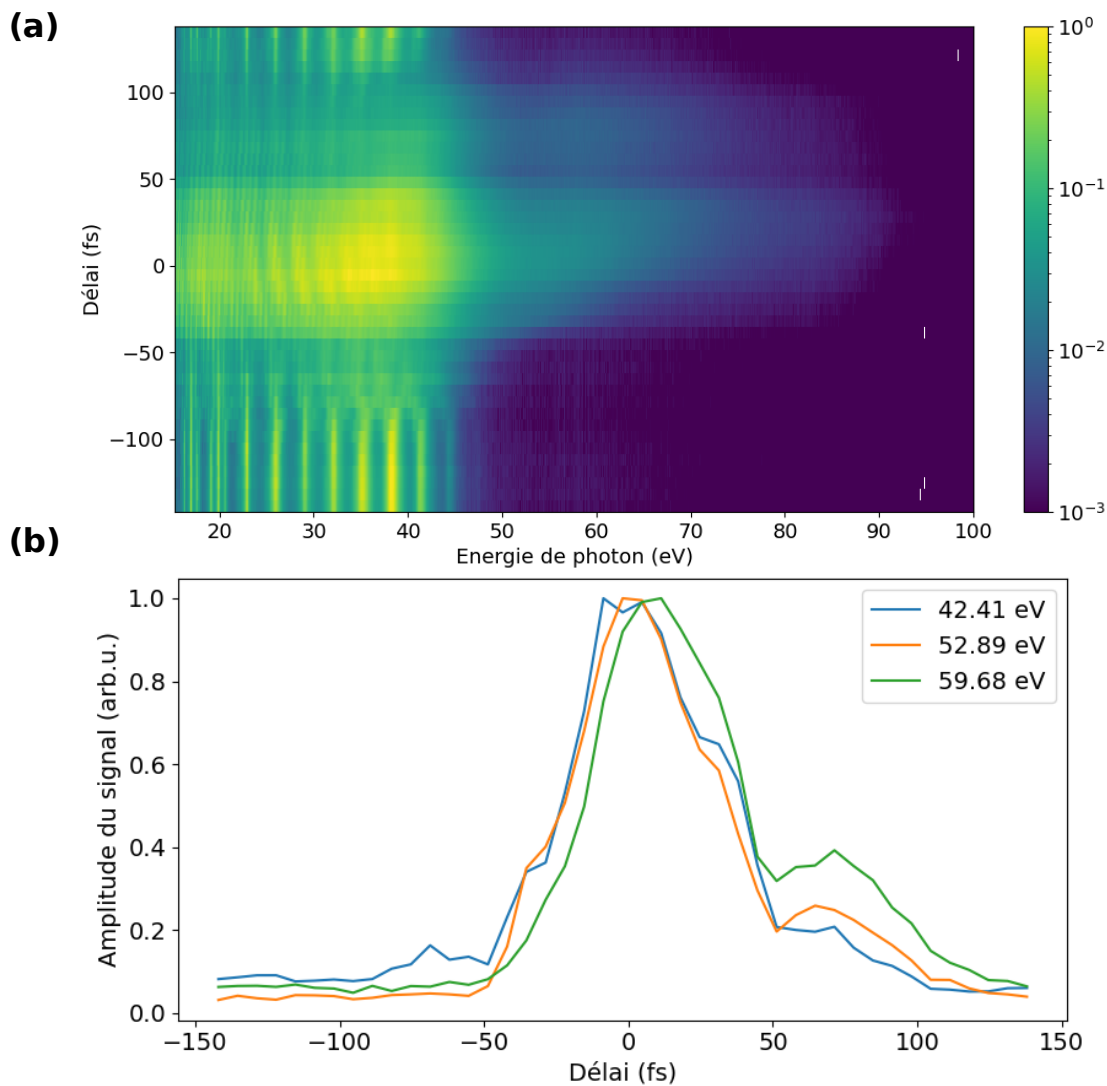 (a)
100
50
0
−50
−100
Délai (fs)
20 30 40 50 60 70 80 90 100
Energie de photon (eV)
10⁰
10⁻¹
10⁻²
10⁻³
(b)
1.0
0.8
0.6
0.4
0.2
0.0
Amplitude du signal (arb.u.)
42.41 eV
52.89 eV
59.68 eV
−150 −100 −50 0 50 100 150
Délai (fs)